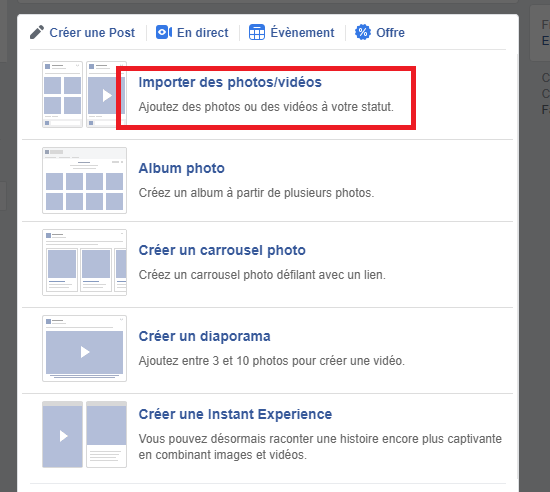 Créer une Post En direct Évènement Offre
Importer des photos/vidéos
Ajoutez des photos ou des vidéos à votre statut.
Album photo
Créez un album à partir de plusieurs photos.
Créer un carrousel photo
Créez un carrousel photo défilant avec un lien.
Créer un diaporama
Ajoutez entre 3 et 10 photos pour créer une vidéo.
Créer une Instant Experience
Vous pouvez désormais raconter une histoire encore plus captivante
en combinant images et vidéos.